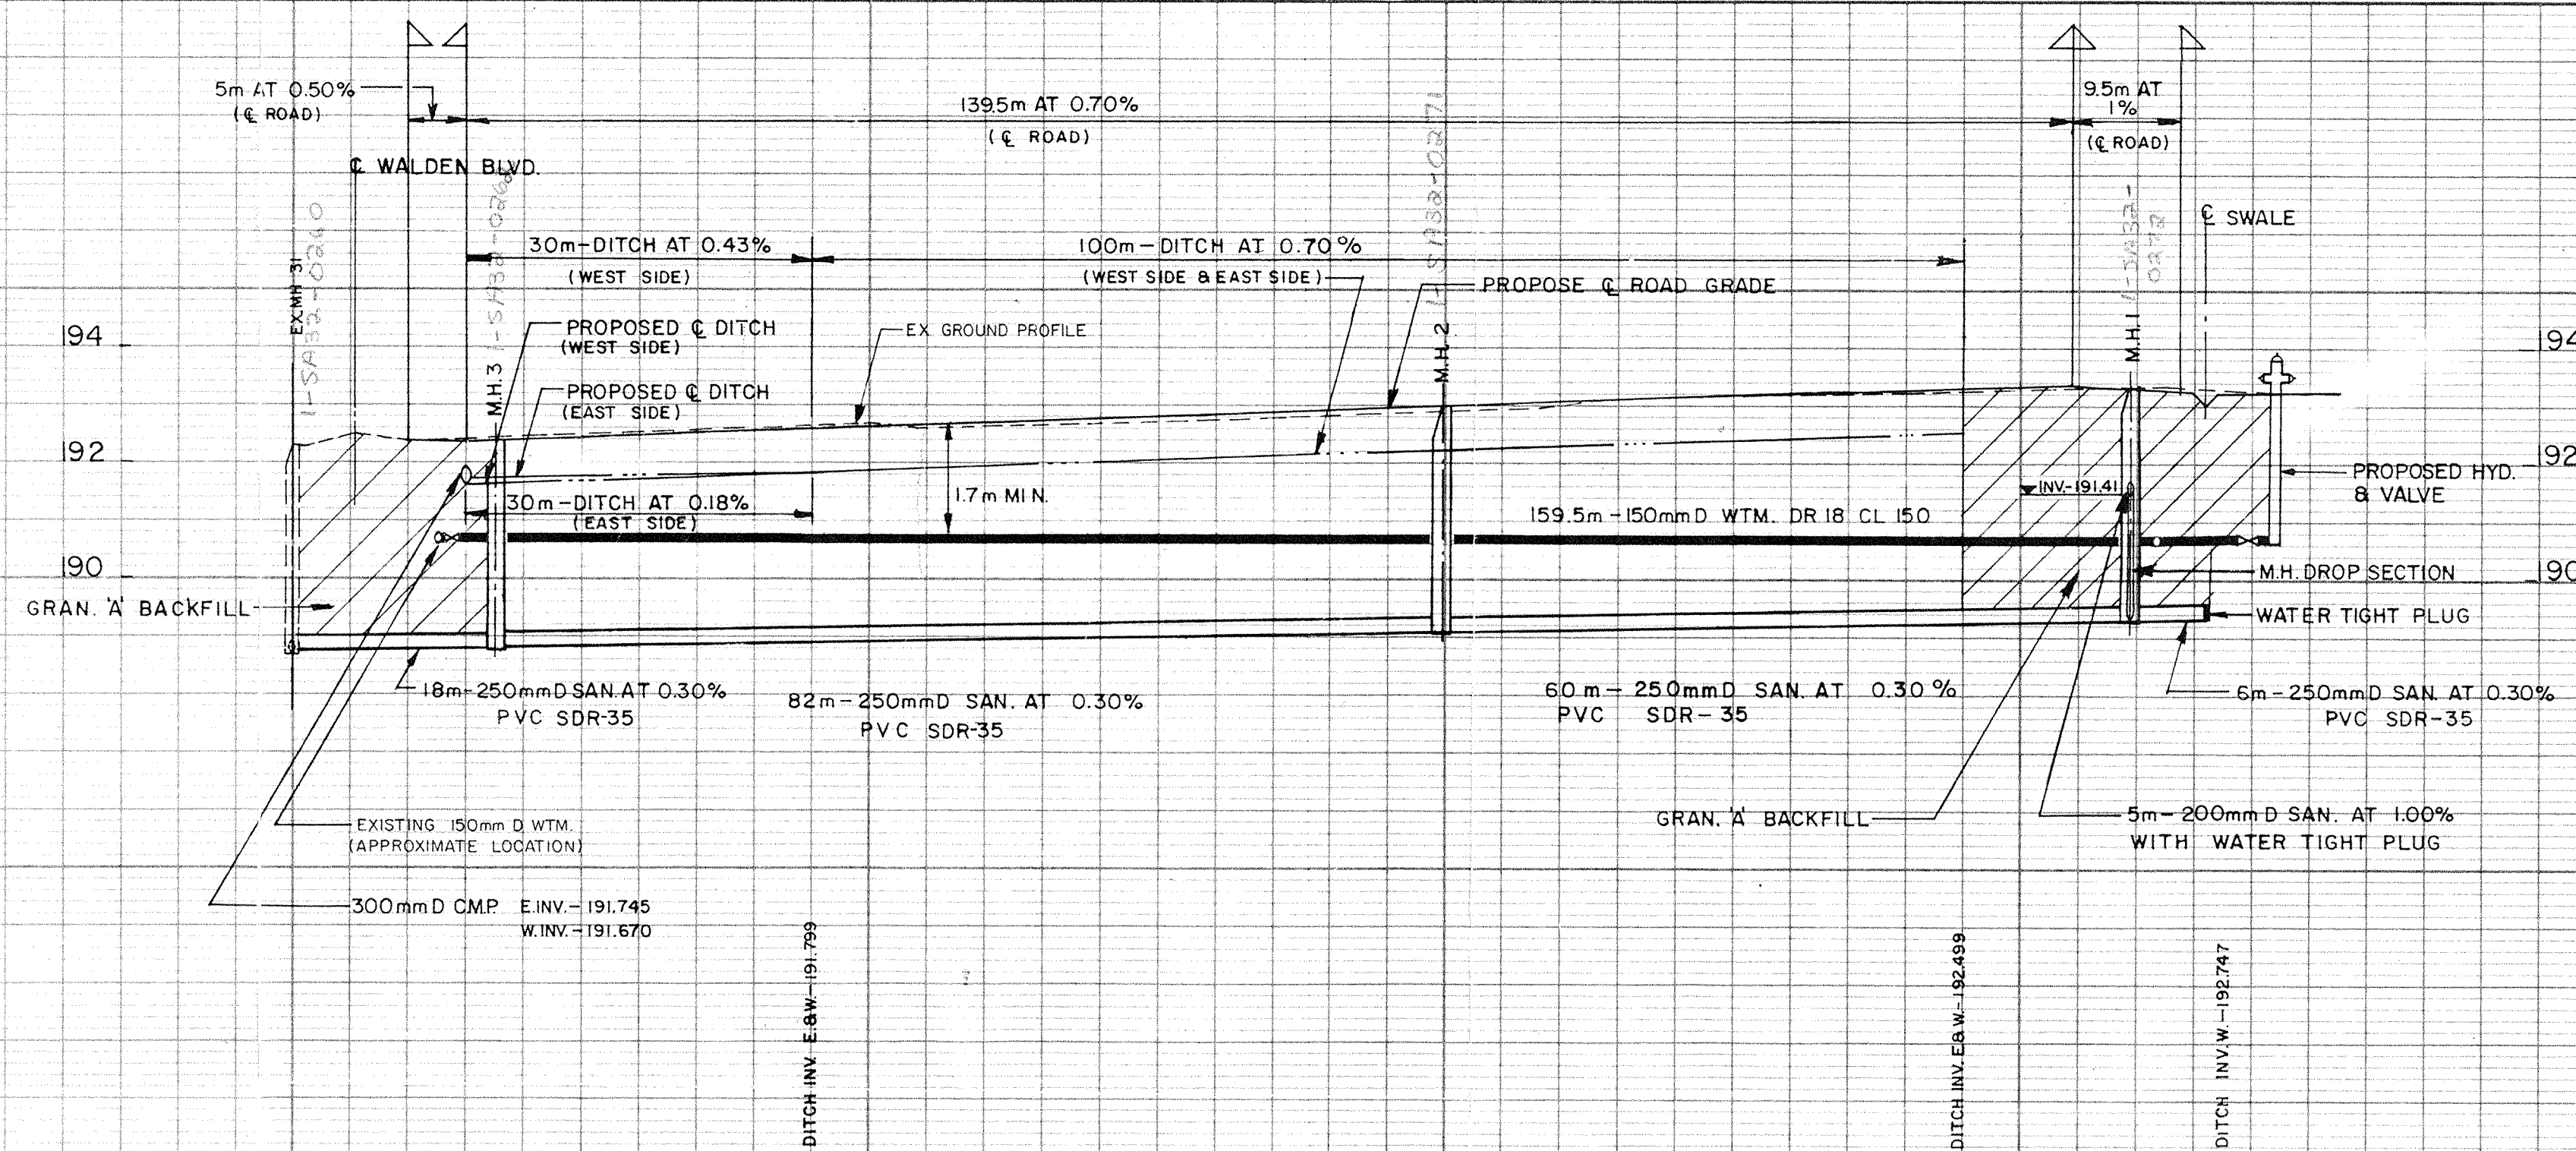 5m AT 0.50%
(℄ ROAD)
139.5m AT 0.70%
(℄ ROAD)
9.5m AT
1%
(℄ ROAD)
℄ WALDEN BLVD.
℄ SWALE
30m-DITCH AT 0.43%
(WEST SIDE)
100m-DITCH AT 0.70%
(WEST SIDE & EAST SIDE)
PROPOSE ℄ ROAD GRADE
EX.MH 31
1-SA32-0260
M.H. 3
M.H. 2
M.H. 1
PROPOSED ℄ DITCH
(WEST SIDE)
EX. GROUND PROFILE
PROPOSED ℄ DITCH
(EAST SIDE)
194
194
192
192
190
190
30m-DITCH AT 0.18%
(EAST SIDE)
1.7m MIN.
159.5m-150mmD WTM. DR 18 CL 150
INV.-191.41
PROPOSED HYD.
& VALVE
M.H. DROP SECTION
WATER TIGHT PLUG
GRAN. 'A' BACKFILL
18m-250mmD SAN. AT 0.30%
PVC SDR-35
82m-250mmD SAN. AT 0.30%
PVC SDR-35
60m-250mmD SAN. AT 0.30%
PVC SDR-35
6m-250mmD SAN. AT 0.30%
PVC SDR-35
EXISTING 150mm D WTM.
(APPROXIMATE LOCATION)
GRAN. 'A' BACKFILL
5m-200mm D SAN. AT 1.00%
WITH WATER TIGHT PLUG
300mmD C.M.P. E.INV.-191.745
W.INV.-191.670
DITCH INV. E.&W.-191.799
DITCH INV. E&W.-192.499
DITCH INV.W.-192.747